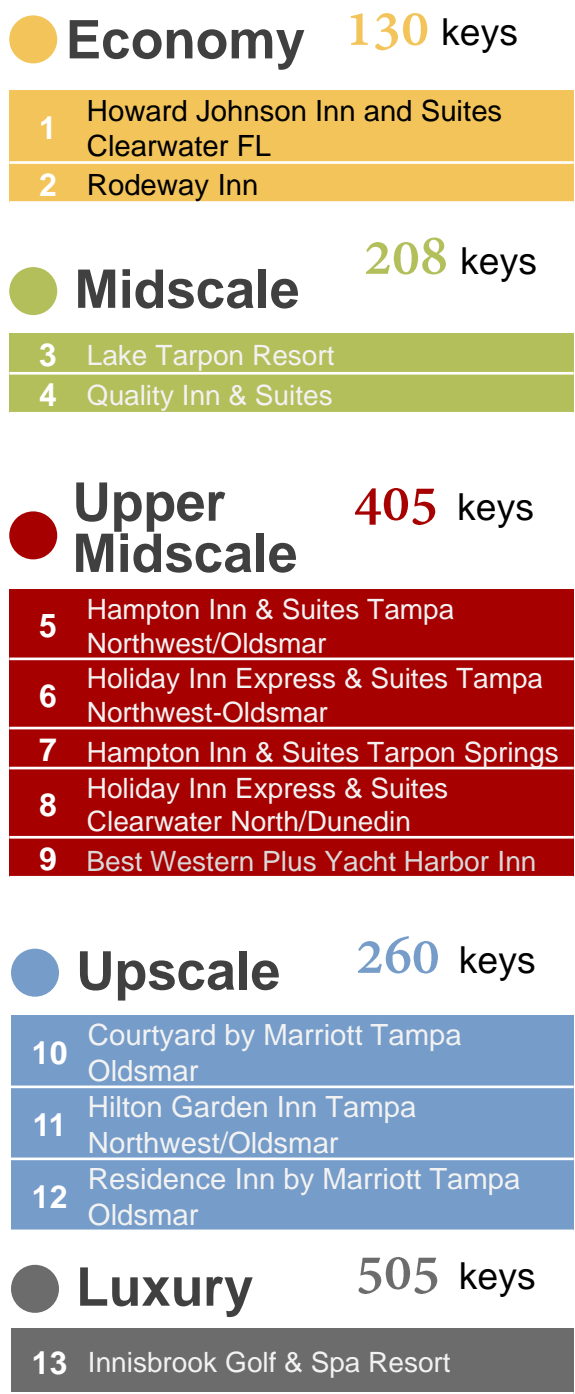 Economy 130 keys
1 Howard Johnson Inn and Suites
Clearwater FL
2 Rodeway Inn
Midscale 208 keys
3 Lake Tarpon Resort
4 Quality Inn & Suites
Upper
Midscale 405 keys
5 Hampton Inn & Suites Tampa
Northwest/Oldsmar
6 Holiday Inn Express & Suites Tampa
Northwest-Oldsmar
7 Hampton Inn & Suites Tarpon Springs
8 Holiday Inn Express & Suites
Clearwater North/Dunedin
9 Best Western Plus Yacht Harbor Inn
Upscale 260 keys
10 Courtyard by Marriott Tampa
Oldsmar
11 Hilton Garden Inn Tampa
Northwest/Oldsmar
12 Residence Inn by Marriott Tampa
Oldsmar
Luxury 505 keys
13 Innisbrook Golf & Spa Resort